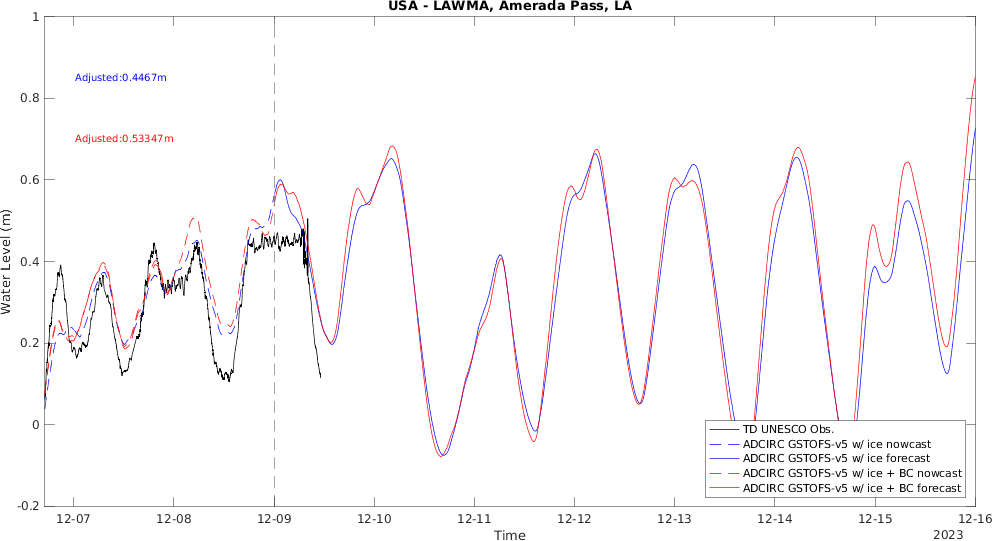 USA - LAWMA, Amerada Pass, LA
Adjusted:0.4467m
Adjusted:0.53347m
Water Level (m)
1
0.8
0.6
0.4
0.2
0
-0.2
TD UNESCO Obs.
ADCIRC GSTOFS-v5 w/ ice nowcast
ADCIRC GSTOFS-v5 w/ ice forecast
ADCIRC GSTOFS-v5 w/ ice + BC nowcast
ADCIRC GSTOFS-v5 w/ ice + BC forecast
12-07 12-08 12-09 12-10 12-11 12-12 12-13 12-14 12-15 12-16
Time
2023